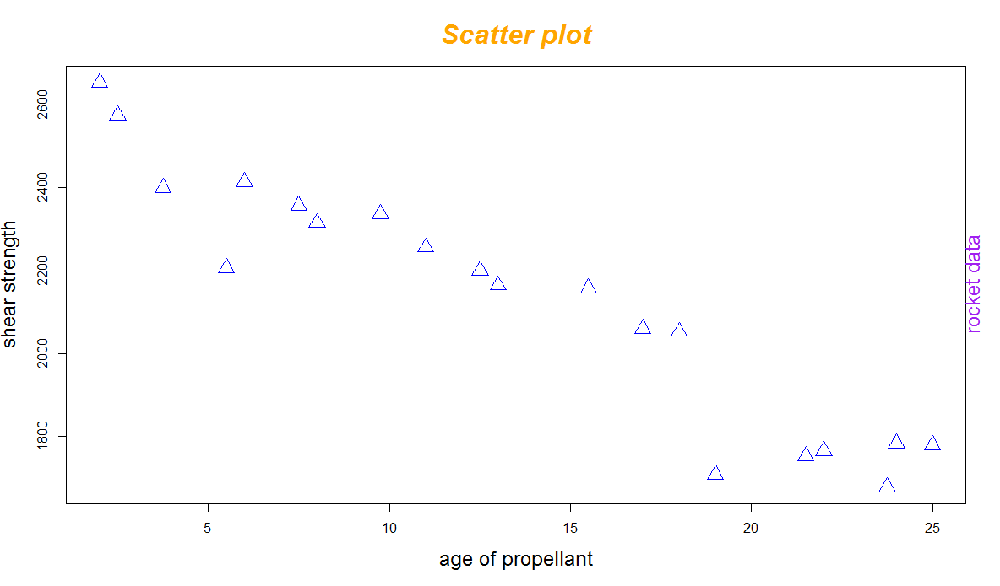 Scatter plot
shear strength
2600
2400
2200
2000
1800
5 10 15 20 25
age of propellant
rocket data